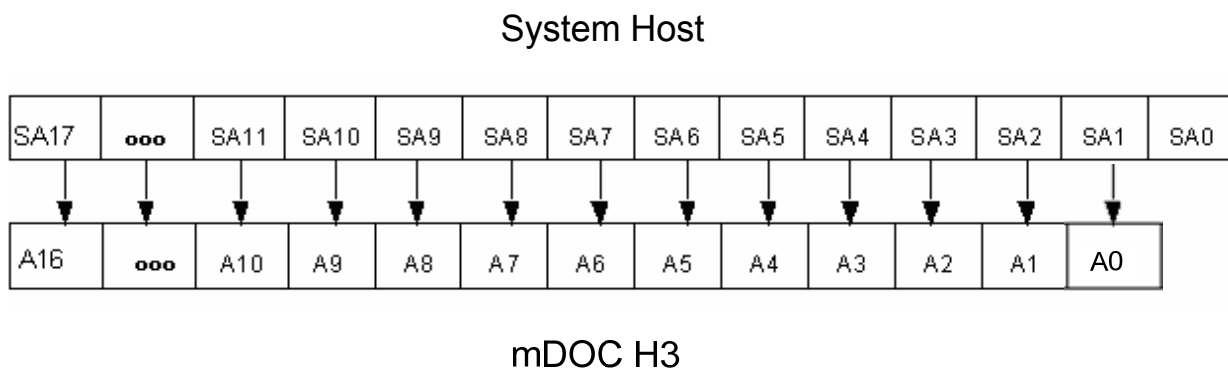 System Host
SA17 ooo SA11 SA10 SA9 SA8 SA7 SA6 SA5 SA4 SA3 SA2 SA1 SA0
A16 ooo A10 A9 A8 A7 A6 A5 A4 A3 A2 A1 A0
mDOC H3